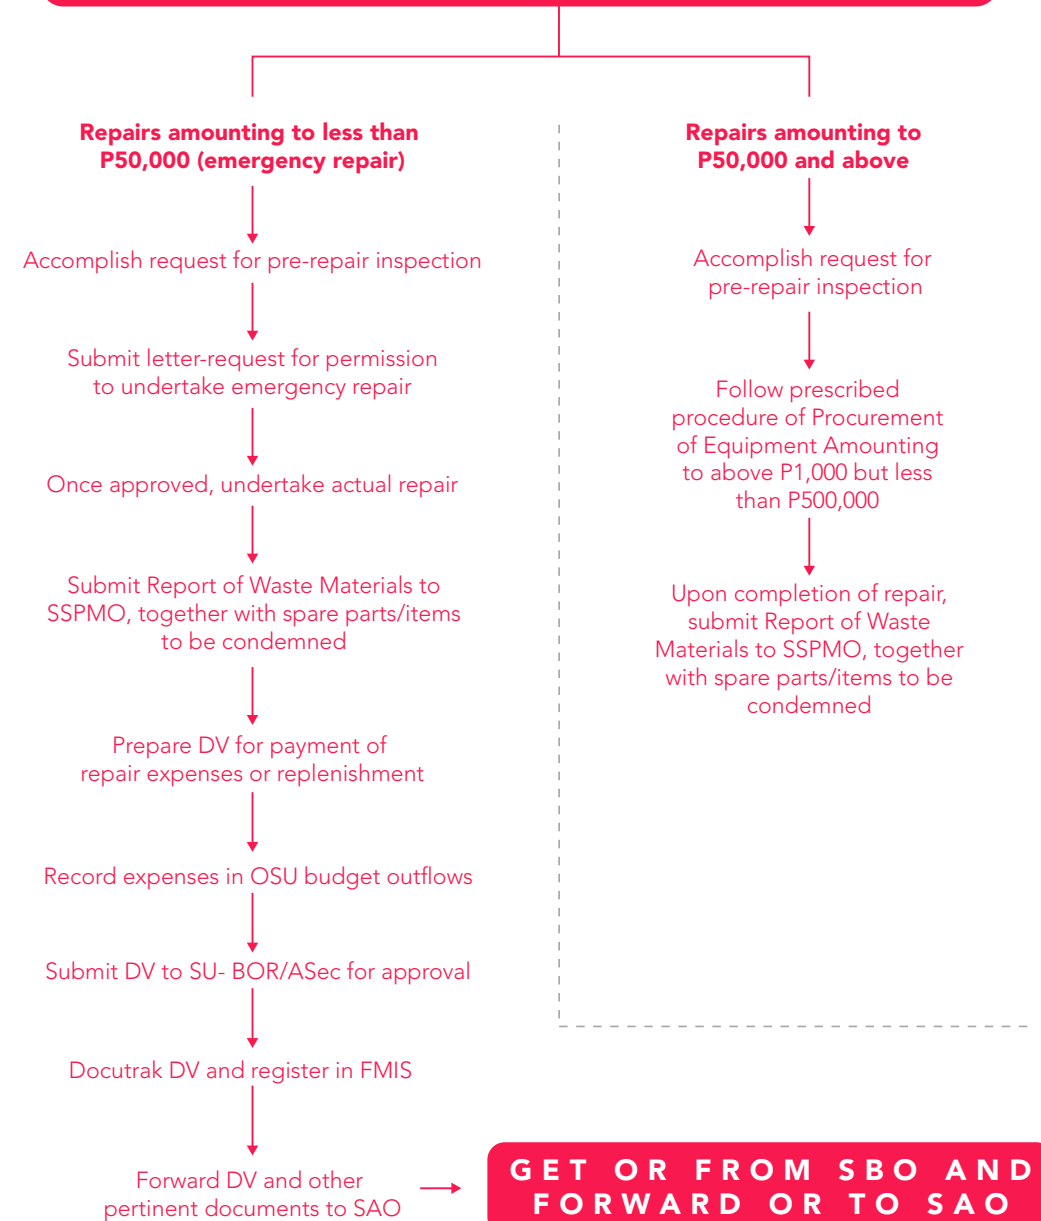 Repairs amounting to less than
P50,000 (emergency repair)
Accomplish request for pre-repair inspection
Submit letter-request for permission
to undertake emergency repair
Once approved, undertake actual repair
Submit Report of Waste Materials to
SSPMO, together with spare parts/items
to be condemned
Prepare DV for payment of
repair expenses or replenishment
Record expenses in OSU budget outflows
Submit DV to SU- BOR/ASec for approval
Docutrak DV and register in FMIS
Forward DV and other
pertinent documents to SAO
GET OR FROM SBO AND
FORWARD OR TO SAO
Repairs amounting to
P50,000 and above
Accomplish request for
pre-repair inspection
Follow prescribed
procedure of Procurement
of Equipment Amounting
to above P1,000 but less
than P500,000
Upon completion of repair,
submit Report of Waste
Materials to SSPMO, together
with spare parts/items to be
condemned